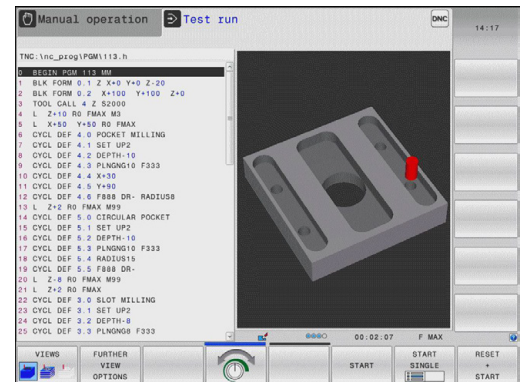 Manual operation
Test run
DNC
14:17
TNC:\nc_prog\PGM\113.h
0 BEGIN PGM 113 MM
1 BLK FORM 0.1 Z X+0 Y+0 Z-20
2 BLK FORM 0.2 X+100 Y+100 Z+0
3 TOOL CALL 4 Z S2000
4 L Z+10 R0 FMAX M3
5 L X+50 Y+50 R0 FMAX
6 CYCL DEF 4.0 POCKET MILLING
7 CYCL DEF 4.1 SET UP2
8 CYCL DEF 4.2 DEPTH-10
9 CYCL DEF 4.3 PLNGNG10 F333
10 CYCL DEF 4.4 X+30
11 CYCL DEF 4.5 Y+90
12 CYCL DEF 4.6 F888 DR- RADIUS8
13 L Z+2 R0 FMAX M99
14 CYCL DEF 5.0 CIRCULAR POCKET
15 CYCL DEF 5.1 SET UP2
16 CYCL DEF 5.2 DEPTH-10
17 CYCL DEF 5.3 PLNGNG10 F333
18 CYCL DEF 5.4 RADIUS15
19 CYCL DEF 5.5 F888 DR-
20 L Z-8 R0 FMAX M99
21 L Z+2 R0 FMAX
22 CYCL DEF 3.0 SLOT MILLING
23 CYCL DEF 3.1 SET UP2
24 CYCL DEF 3.2 DEPTH-8
25 CYCL DEF 3.3 PLNGNG8 F333
00:02:07 F MAX
VIEWS
FURTHER
VIEW
OPTIONS
START
START
SINGLE
RESET
+
START